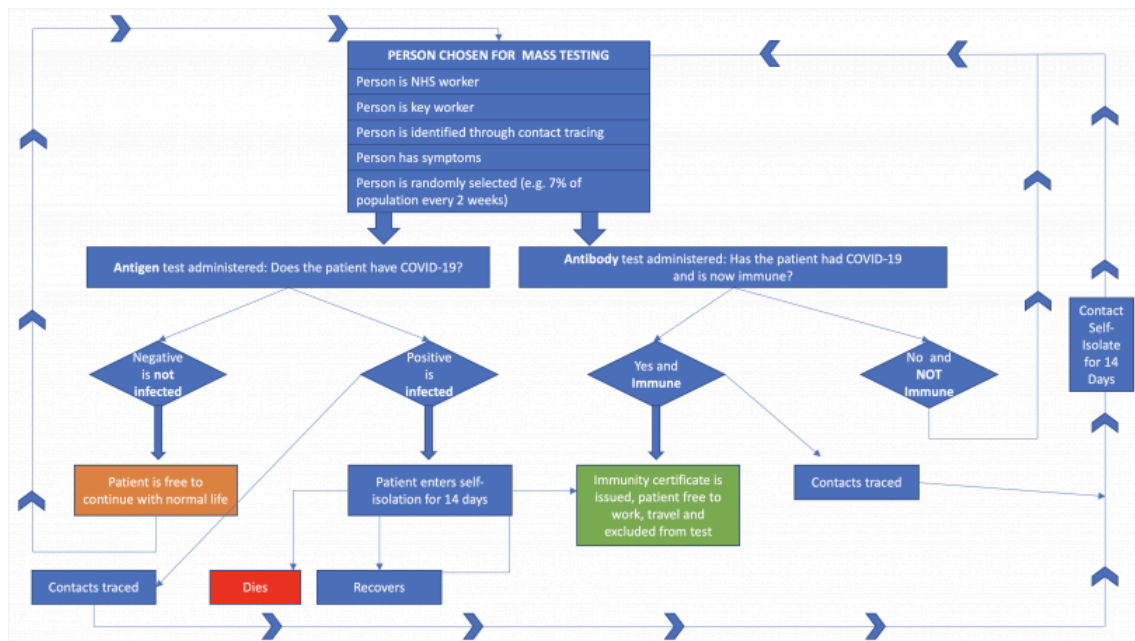 PERSON CHOSEN FOR MASS TESTING
Person is NHS worker
Person is key worker
Person is identified through contact tracing
Person has symptoms
Person is randomly selected (e.g. 7% of
population every 2 weeks)
Antigen test administered: Does the patient have COVID-19?
Antibody test administered: Has the patient had COVID-19
and is now immune?
Negative
is not
infected
Positive
is
infected
Yes and
Immune
No and
NOT
Immune
Contact
Self-
Isolate
for 14
Days
Patient is free to
continue with normal life
Patient enters self-
isolation for 14 days
Immunity certificate is
issued, patient free to
work, travel and
excluded from test
Contacts traced
Contacts traced
Dies
Recovers